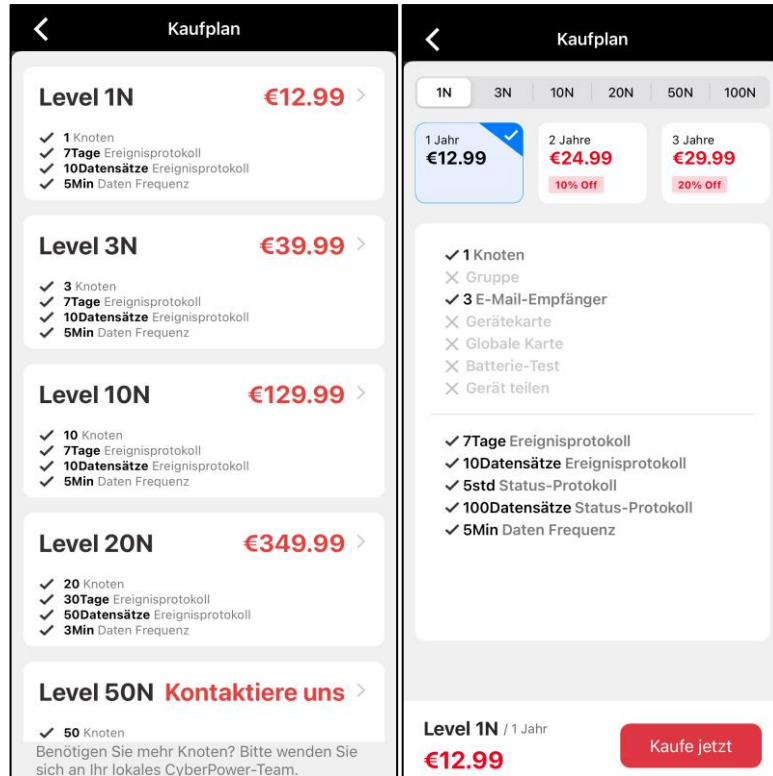 Kaufplan
Level 1N €12.99
1 Knoten
7Tage Ereignisprotokoll
10Datensätze Ereignisprotokoll
5Min Daten Frequenz
Level 3N €39.99
3 Knoten
7Tage Ereignisprotokoll
10Datensätze Ereignisprotokoll
5Min Daten Frequenz
Level 10N €129.99
10 Knoten
7Tage Ereignisprotokoll
10Datensätze Ereignisprotokoll
5Min Daten Frequenz
Level 20N €349.99
20 Knoten
30Tage Ereignisprotokoll
50Datensätze Ereignisprotokoll
3Min Daten Frequenz
Level 50N Kontaktiere uns
50 Knoten
Benötigen Sie mehr Knoten? Bitte wenden Sie
sich an Ihr lokales CyberPower-Team.
Kaufplan
1N 3N 10N 20N 50N 100N
1 Jahr 2 Jahre 3 Jahre
€12.99 €24.99 €29.99
10% Off 20% Off
1 Knoten
Gruppe
3 E-Mail-Empfänger
Gerätekarte
Globale Karte
Batterie-Test
Gerät teilen
7Tage Ereignisprotokoll
10Datensätze Ereignisprotokoll
5std Status-Protokoll
100Datensätze Status-Protokoll
5Min Daten Frequenz
Level 1N / 1 Jahr
€12.99
Kaufe jetzt